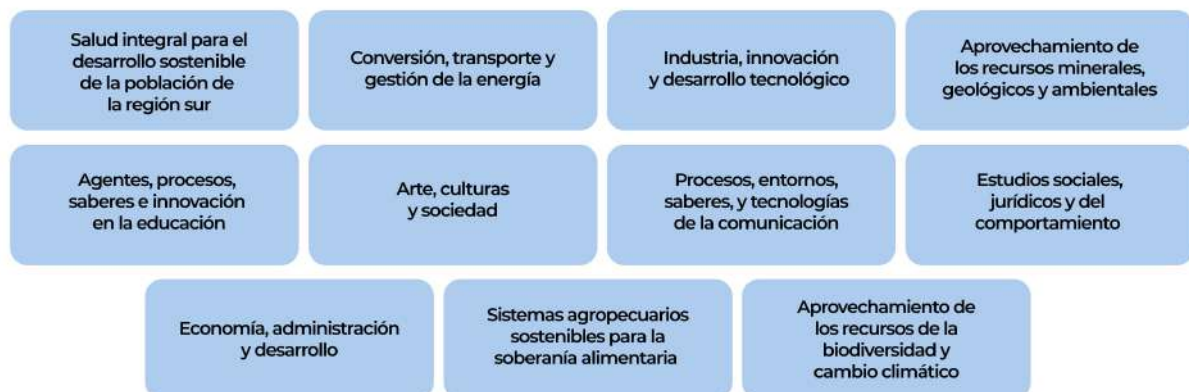 Salud integral para el
desarrollo sostenible
de la población de
la región sur
Conversión, transporte y
gestión de la energía
Industria, innovación
y desarrollo tecnológico
Aprovechamiento de
los recursos minerales,
geológicos y ambientales
Agentes, procesos,
saberes e innovación
en la educación
Arte, culturas
y sociedad
Procesos, entornos,
saberes, y tecnologías
de la comunicación
Estudios sociales,
jurídicos y del
comportamiento
Economía, administración
y desarrollo
Sistemas agropecuarios
sostenibles para la
soberanía alimentaria
Aprovechamiento de
los recursos de la
biodiversidad y
cambio climático